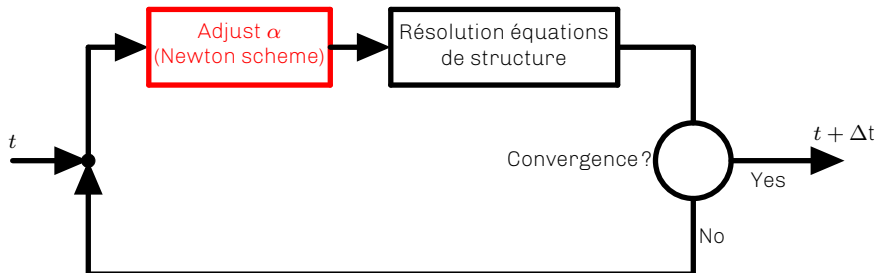 Adjust α
(Newton scheme)
Résolution équations
de structure
t
Convergence ?
t + Δt
Yes
No